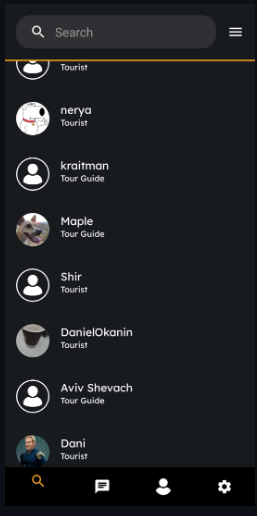 Search
Tourist
nerya
Tourist
kraitman
Tour Guide
Maple
Tour Guide
Shir
Tourist
DanielOkanin
Tourist
Aviv Shevach
Tour Guide
Dani
Tourist